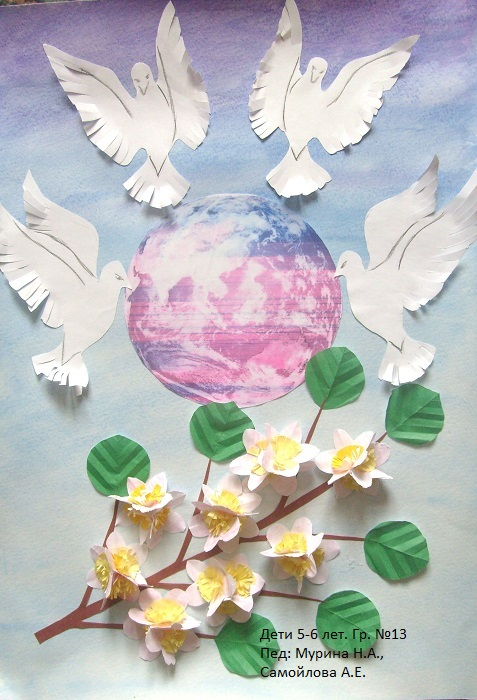 Дети 5-6 лет. Гр. №13
Пед: Мурина Н.А.,
Самойлова А.Е.